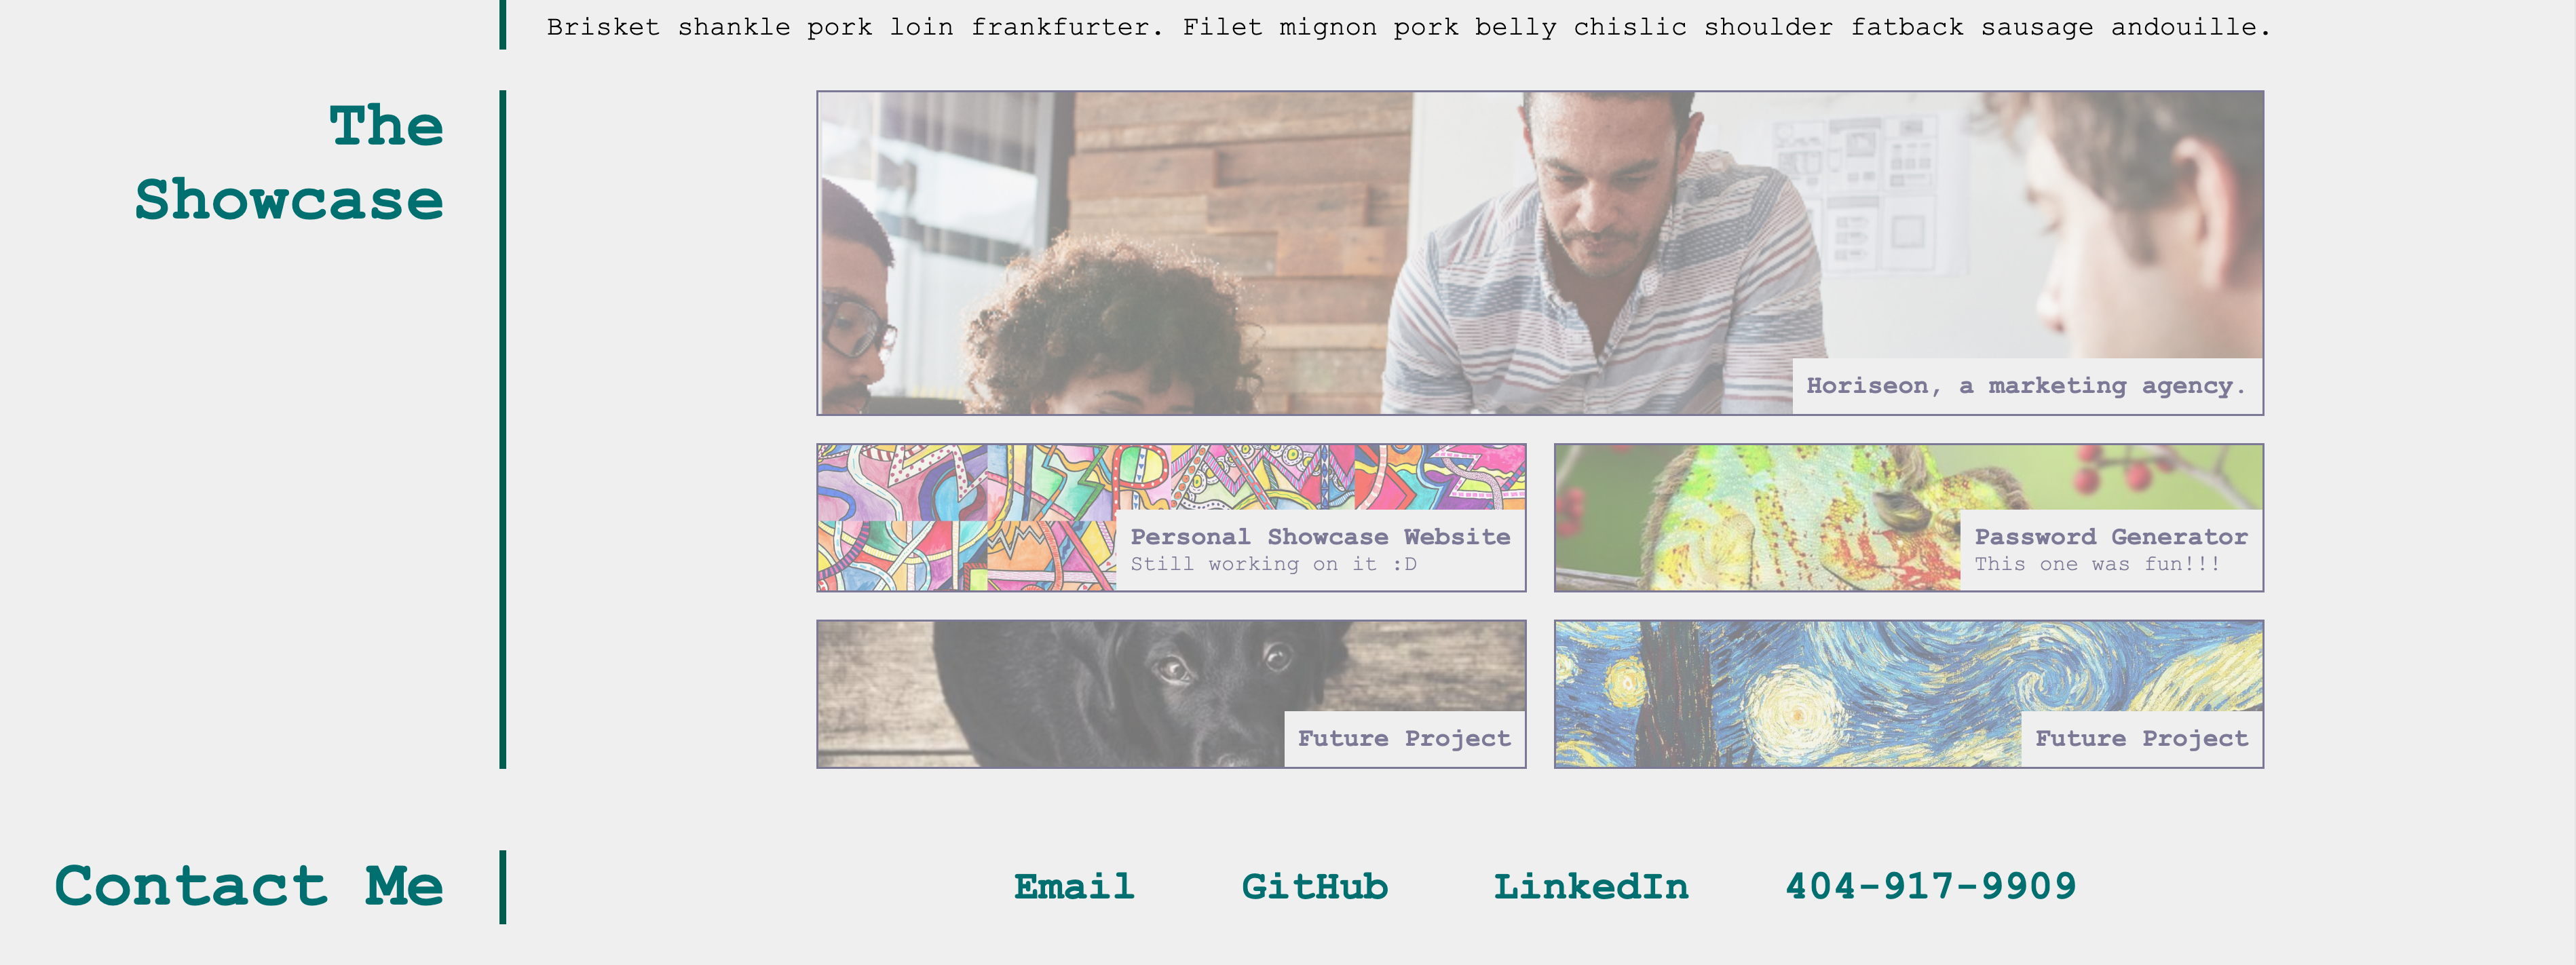 Brisket shankle pork loin frankfurter. Filet mignon pork belly chislic shoulder fatback sausage andouille.
The
Showcase
Horiseon, a marketing agency.
Personal Showcase Website
Still working on it :D
Password Generator
This one was fun!!!
Future Project
Future Project
Contact Me
Email GitHub LinkedIn 404-917-9909